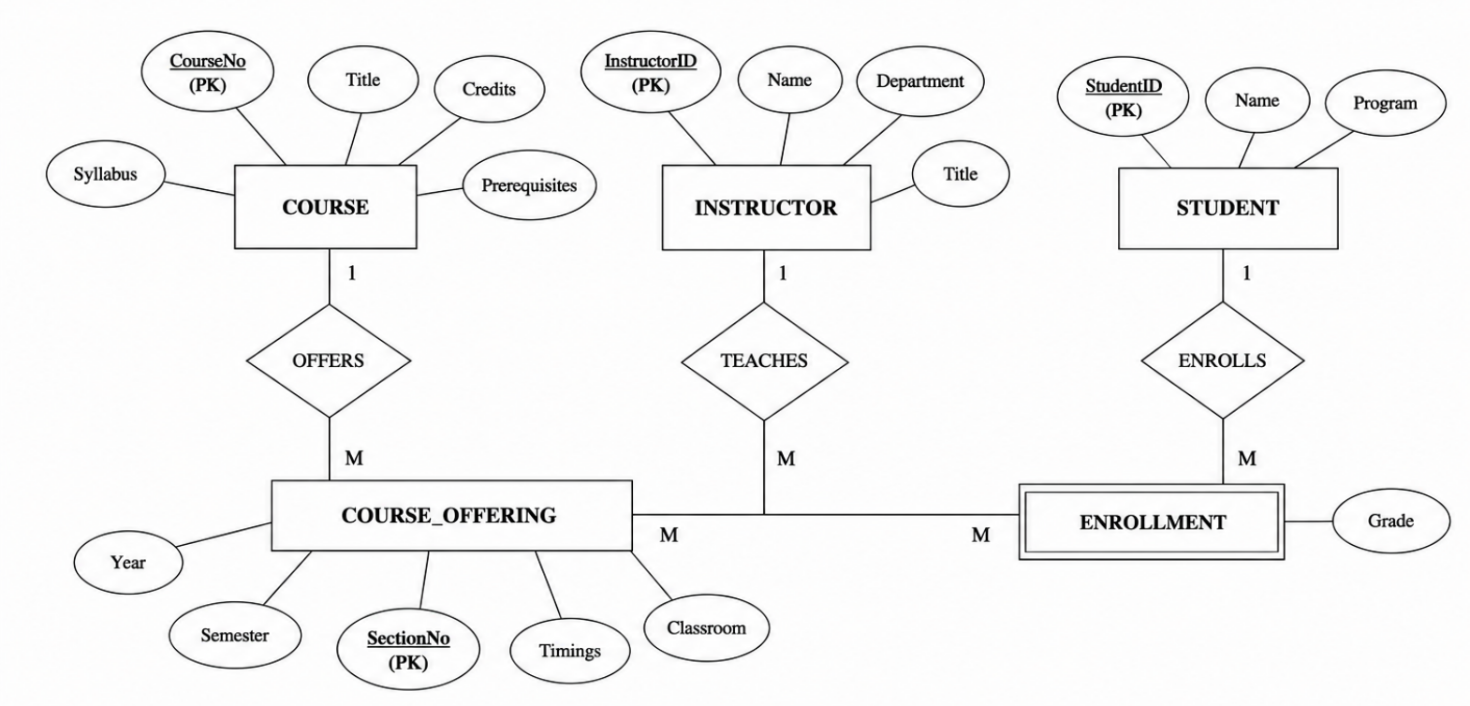 CourseNo
(PK)
Title
Credits
Syllabus
Prerequisites
COURSE
InstructorID
(PK)
Name
Department
Title
INSTRUCTOR
StudentID
(PK)
Name
Program
STUDENT
1
1
1
OFFERS
TEACHES
ENROLLS
M
M
M
COURSE_OFFERING
M
M
ENROLLMENT
Grade
Year
Semester
SectionNo
(PK)
Timings
Classroom